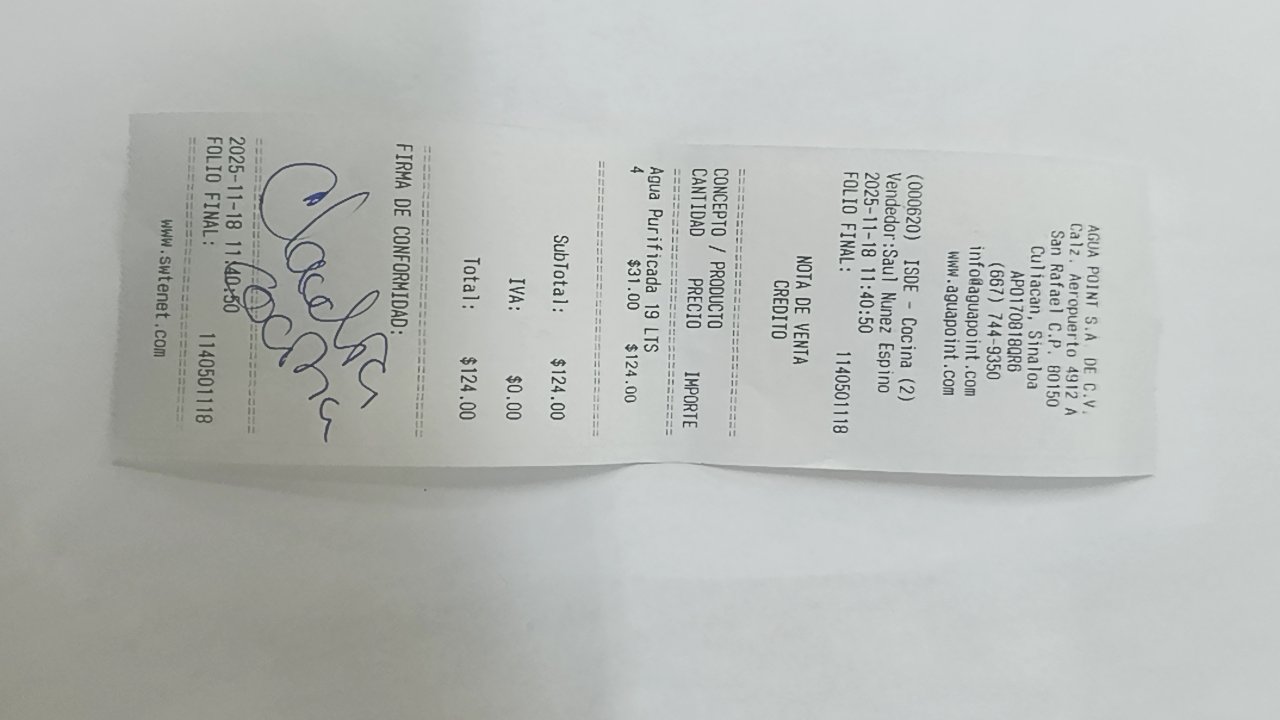 AGUA POINT S.A. DE C.V.
Calz. Aeropuerto 4912 A
San Rafael C.P. 80150
Culiacan, Sinaloa
APO170818QB6
(667) 744-9350
info@aguapoint.com
www.aguapoint.com
(000620) ISDE - Cocina (2)
Vendedor:Saul Nunez Espino
2025-11-18 11:40:50
FOLIO FINAL: 1140501118
NOTA DE VENTA
CREDITO
===========================
CONCEPTO / PRODUCTO
CANTIDAD PRECIO IMPORTE
===========================
Agua Purificada 19 LTS
4 $31.00 $124.00
===========================
SubTotal: $124.00
IVA: $0.00
Total: $124.00
===========================
FIRMA DE CONFORMIDAD:
===========================
2025-11-18 11:40:50
FOLIO FINAL: 1140501118
===========================
www.swtenet.com